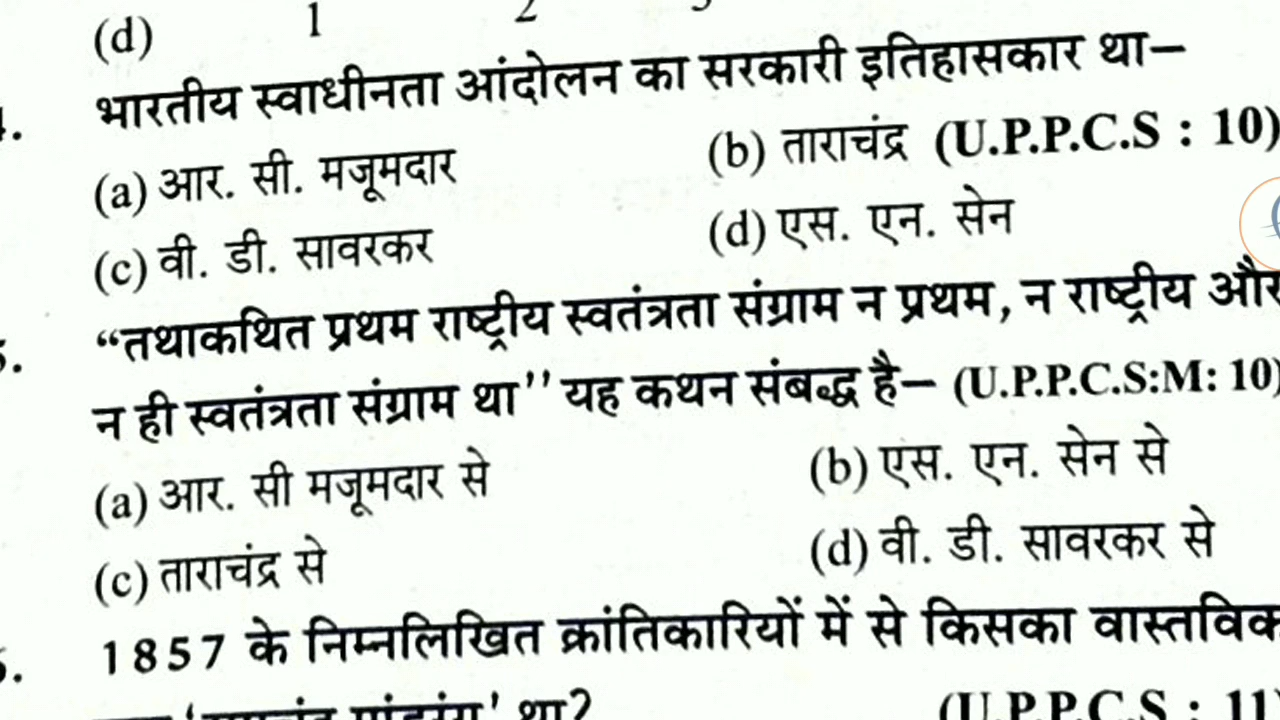 (d) 1 2
भारतीय स्वाधीनता आंदोलन का सरकारी इतिहासकार था—
(a) आर. सी. मजूमदार (b) ताराचंद्र (U.P.P.C.S : 10)
(c) वी. डी. सावरकर (d) एस. एन. सेन
“तथाकथित प्रथम राष्ट्रीय स्वतंत्रता संग्राम न प्रथम, न राष्ट्रीय और
न ही स्वतंत्रता संग्राम था’’ यह कथन संबद्ध है— (U.P.P.C.S:M: 10)
(a) आर. सी मजूमदार से (b) एस. एन. सेन से
(c) ताराचंद्र से (d) वी. डी. सावरकर से
1857 के निम्नलिखित क्रांतिकारियों में से किसका वास्तविक
था? (U.P.P.C.S : 11)